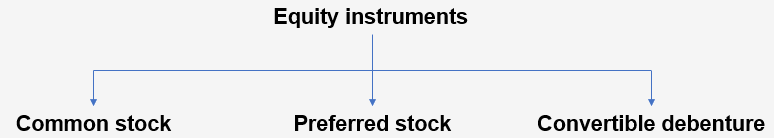 Equity instruments
Common stock
Preferred stock
Convertible debenture